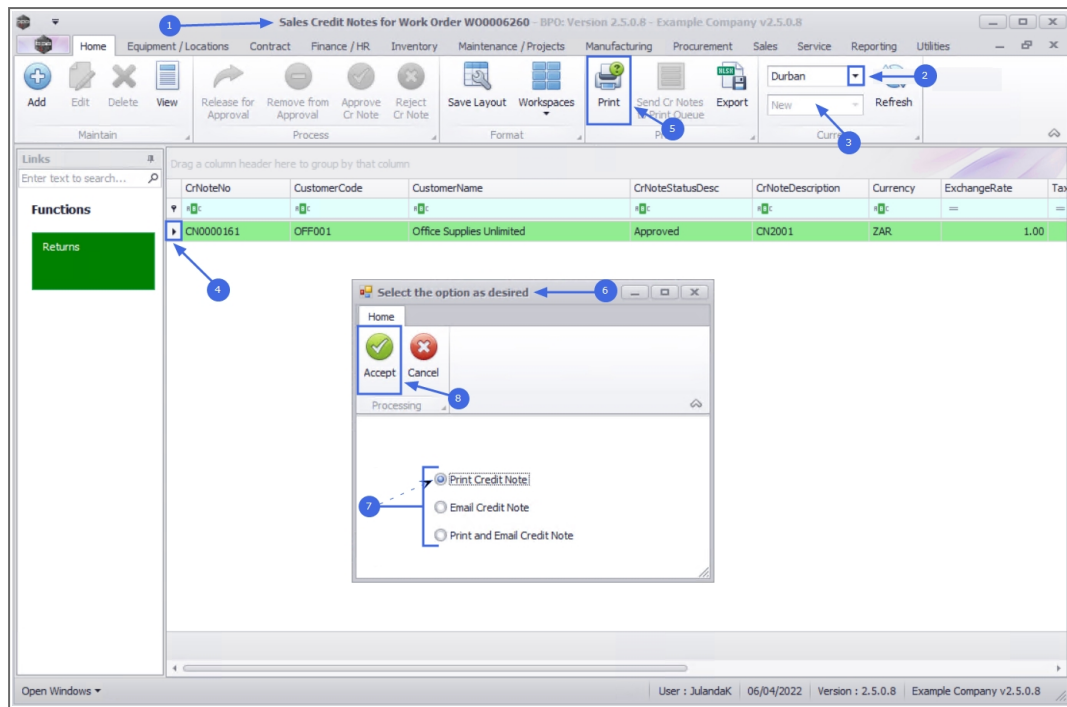 1
Sales Credit Notes for Work Order WO0006260 - BPO: Version 2.5.0.8 - Example Company v2.5.0.8
Home Equipment / Locations Contract Finance / HR Inventory Maintenance / Projects Manufacturing Procurement Sales Service Reporting Utilities
Add Edit Delete View Release for Approval Remove from Approval Approve Cr Note Reject Cr Note Save Layout Workspaces Print Send Cr Notes to Print Queue Export Durban 2 New Refresh
XLSX
5
3
Maintain Process Format
Links
Enter text to search...
Functions
Returns
Drag a column header here to group by that column
CrNoteNo CustomerCode CustomerName CrNoteStatusDesc CrNoteDescription Currency ExchangeRate Tax
= =
CN0000161 OFF001 Office Supplies Unlimited Approved CN2001 ZAR 1.00
4
Select the option as desired 6
Home
Accept Cancel
8
Processing
Print Credit Note
7
Email Credit Note
Print and Email Credit Note
Open Windows User : JulandaK 06/04/2022 Version : 2.5.0.8 Example Company v2.5.0.8